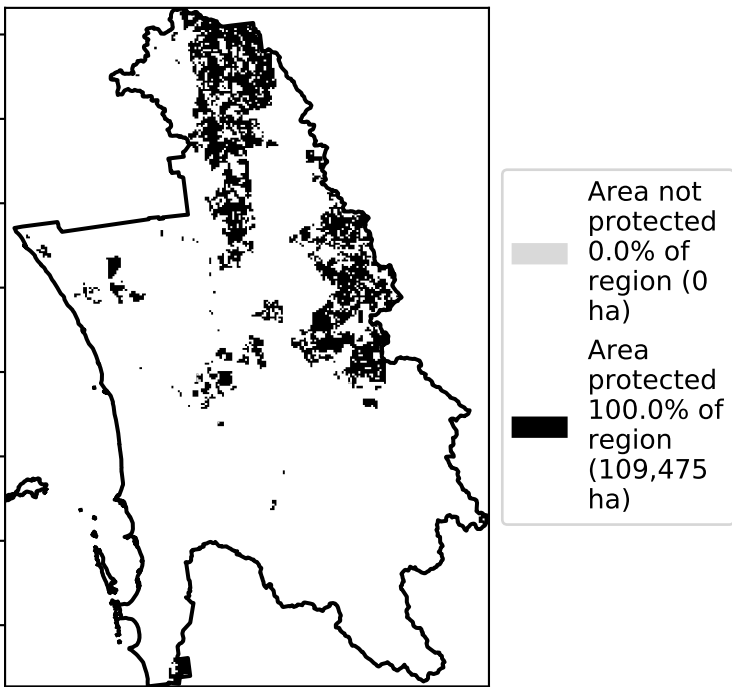 Area not
protected
0.0% of
region (0
ha)
Area
protected
100.0% of
region
(109,475
ha)